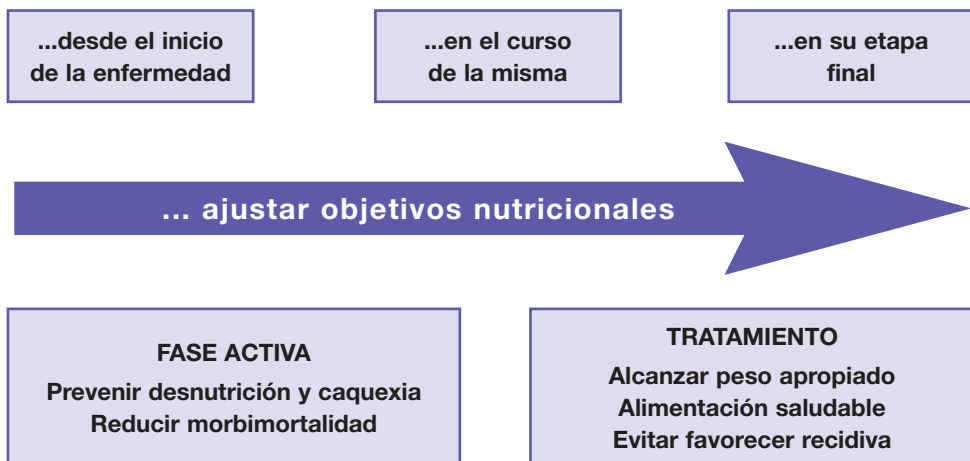 ...desde el inicio
de la enfermedad
...en el curso
de la misma
...en su etapa
final
... ajustar objetivos nutricionales
FASE ACTIVA
Prevenir desnutrición y caquexia
Reducir morbimortalidad
TRATAMIENTO
Alcanzar peso apropiado
Alimentación saludable
Evitar favorecer recidiva